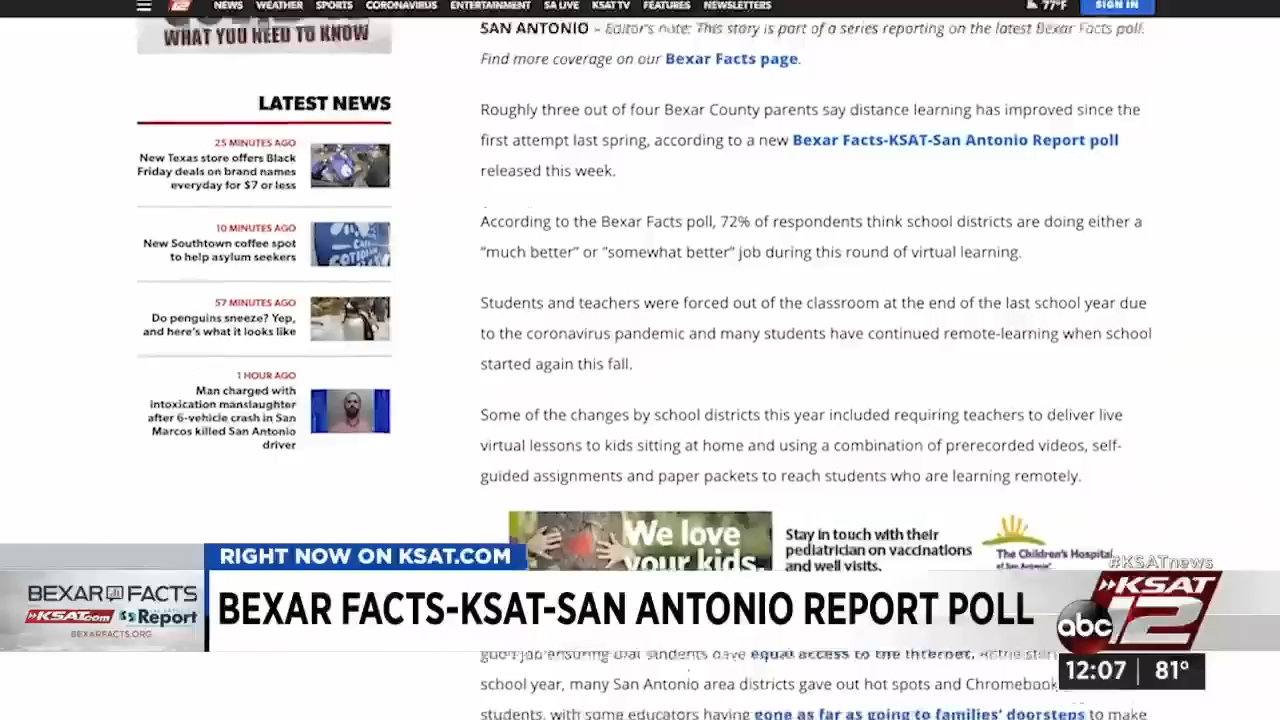 NEWS WEATHER SPORTS CORONAVIRUS ENTERTAINMENT SA LIVE KSAT TV FEATURES NEWSLETTERS
77°F
SIGN IN
WHAT YOU NEED TO KNOW
LATEST NEWS
25 MINUTES AGO
New Texas store offers Black
Friday deals on brand names
everyday for $7 or less
10 MINUTES AGO
New Southtown coffee spot
to help asylum seekers
57 MINUTES AGO
Do penguins sneeze? Yep,
and here's what it looks like
1 HOUR AGO
Man charged with
intoxication manslaughter
after 6-vehicle crash in San
Marcos killed San Antonio
driver
SAN ANTONIO – Editor's note: This story is part of a series reporting on the latest Bexar Facts poll.
Find more coverage on our Bexar Facts page.
Roughly three out of four Bexar County parents say distance learning has improved since the
first attempt last spring, according to a new Bexar Facts-KSAT-San Antonio Report poll
released this week.
According to the Bexar Facts poll, 72% of respondents think school districts are doing either a
“much better” or “somewhat better” job during this round of virtual learning.
Students and teachers were forced out of the classroom at the end of the last school year due
to the coronavirus pandemic and many students have continued remote-learning when school
started again this fall.
Some of the changes by school districts this year included requiring teachers to deliver live
virtual lessons to kids sitting at home and using a combination of prerecorded videos, self-
guided assignments and paper packets to reach students who are learning remotely.
We love
your kids.
Stay in touch with their
pediatrician on vaccinations
and well visits.
The Children's Hospital
of San Antonio
#KSATnews
RIGHT NOW ON KSAT.COM
BEXAR FACTS
KSAT.com
Report
BEXARFACTS.ORG
BEXAR FACTS-KSAT-SAN ANTONIO REPORT POLL
KSAT
abc 12
12:07 81°
good job ensuring that students have equal access to the internet.
school year, many San Antonio area districts gave out hot spots and Chromebook
students, with some educators having gone as far as going to families' doorsteps to make